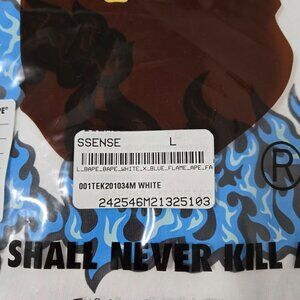 SSENSE L
L_BAPE_BAPE_WHITE_X_BLUE_FLAME_APE_FA
001TEK201034M WHITE
242546M21325103
®
SHALL NEVER KILL A